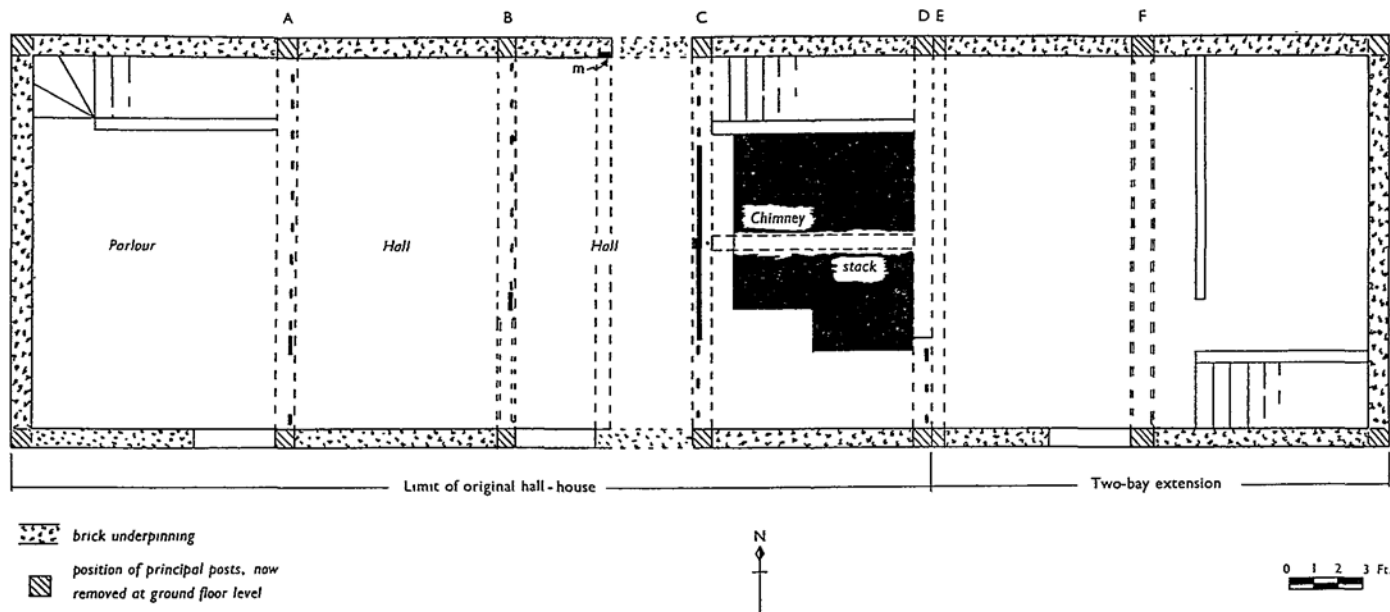 A B C D E F
m
Chimney
Parlour Hall Hall
stack
Limit of original hall-house Two-bay extension
brick underpinning
N
position of principal posts, now
removed at ground floor level
0 1 2 3 Ft.